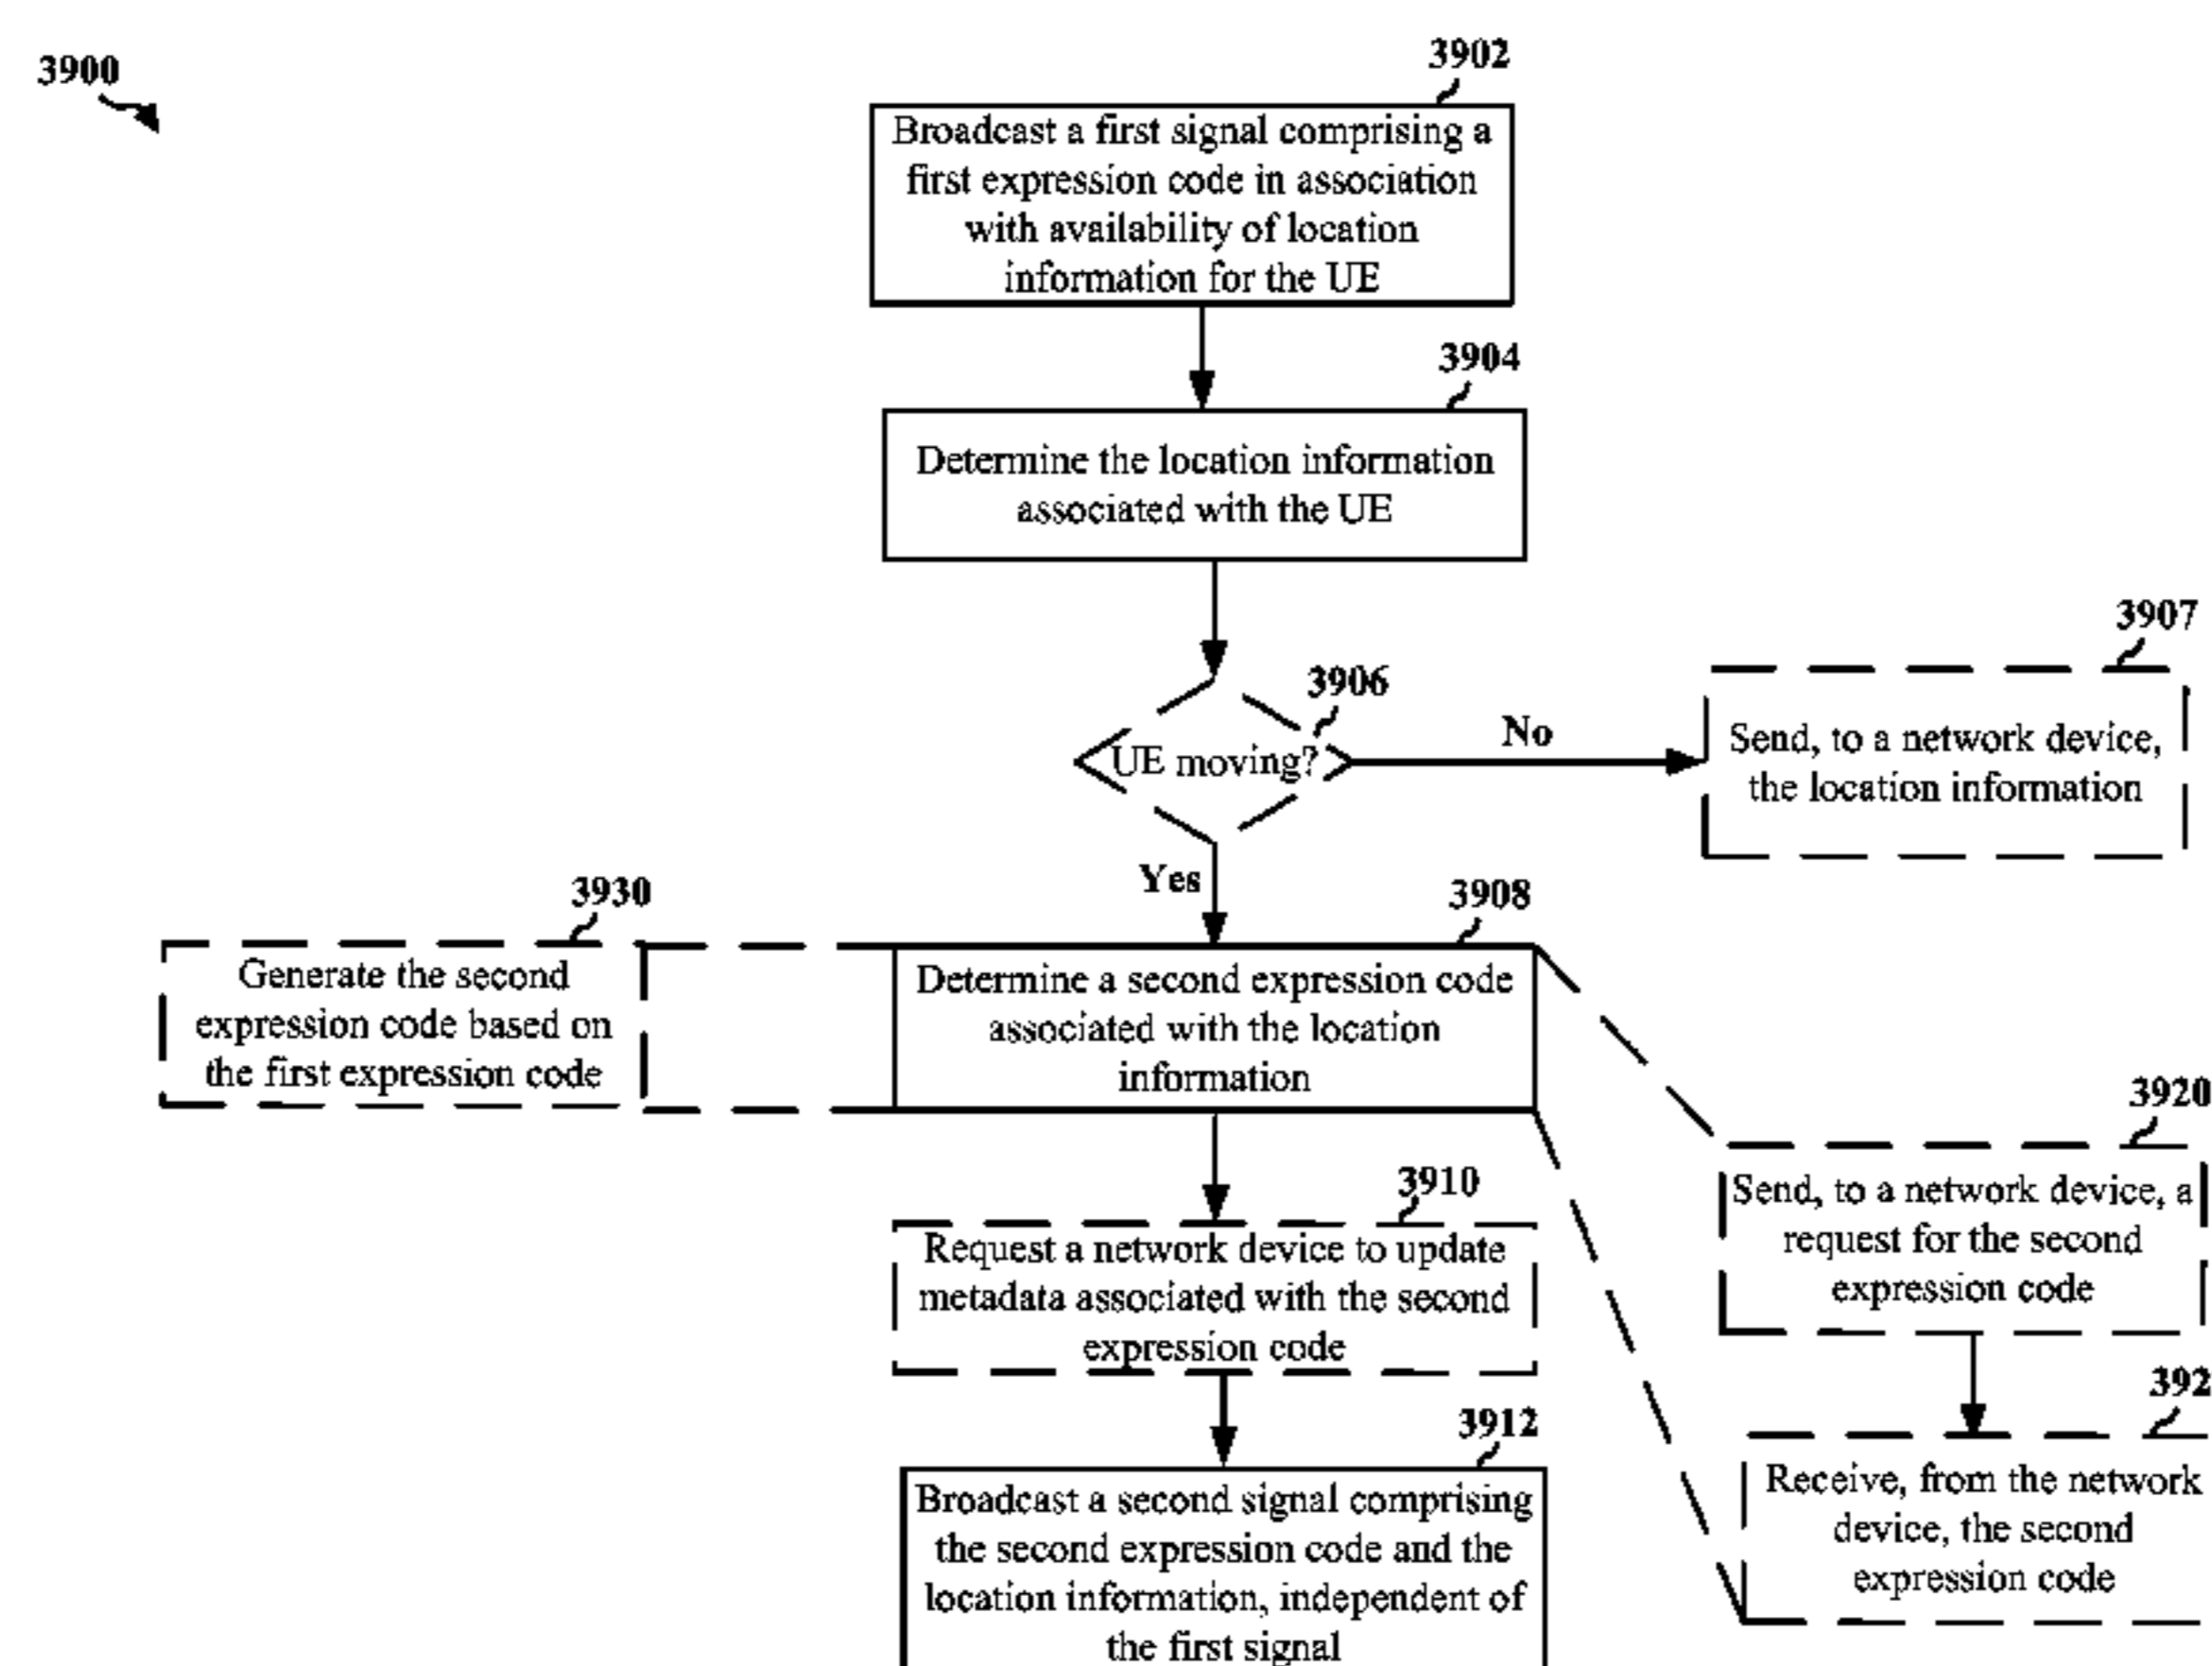 3900
3902
Broadcast a first signal comprising a
first expression code in association
with availability of location
information for the UE
3904
Determine the location information
associated with the UE
3906
UE moving?
No
3907
Send, to a network device,
the location information
Yes
3930
Generate the second
expression code based on
the first expression code
3908
Determine a second expression code
associated with the location
information
3920
Send, to a network device, a
request for the second
expression code
3910
Request a network device to update
metadata associated with the second
expression code
392
Receive, from the network
device, the second
expression code
3912
Broadcast a second signal comprising
the second expression code and the
location information, independent of
the first signal